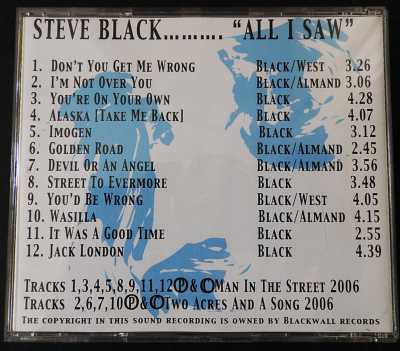 STEVE BLACK.......... "ALL I SAW"
1. DON'T YOU GET ME WRONG BLACK/WEST 3.26
2. I'M NOT OVER YOU BLACK/ALMAND 3.06
3. YOU'RE ON YOUR OWN BLACK 4.28
4. ALASKA [TAKE ME BACK] BLACK 4.07
5. IMOGEN BLACK 3.12
6. GOLDEN ROAD BLACK/ALMAND 2.45
7. DEVIL OR AN ANGEL BLACK/ALMAND 3.56
8. STREET TO EVERMORE BLACK 3.48
9. YOU'D BE WRONG BLACK/WEST 4.05
10. WASILLA BLACK/ALMAND 4.15
11. IT WAS A GOOD TIME BLACK 2.55
12. JACK LONDON BLACK 4.39
TRACKS 1,3,4,5,8,9,11,12 Ⓟ & © MAN IN THE STREET 2006
TRACKS 2,6,7,10 Ⓟ & © TWO ACRES AND A SONG 2006
THE COPYRIGHT IN THIS SOUND RECORDING IS OWNED BY BLACKWALL RECORDS